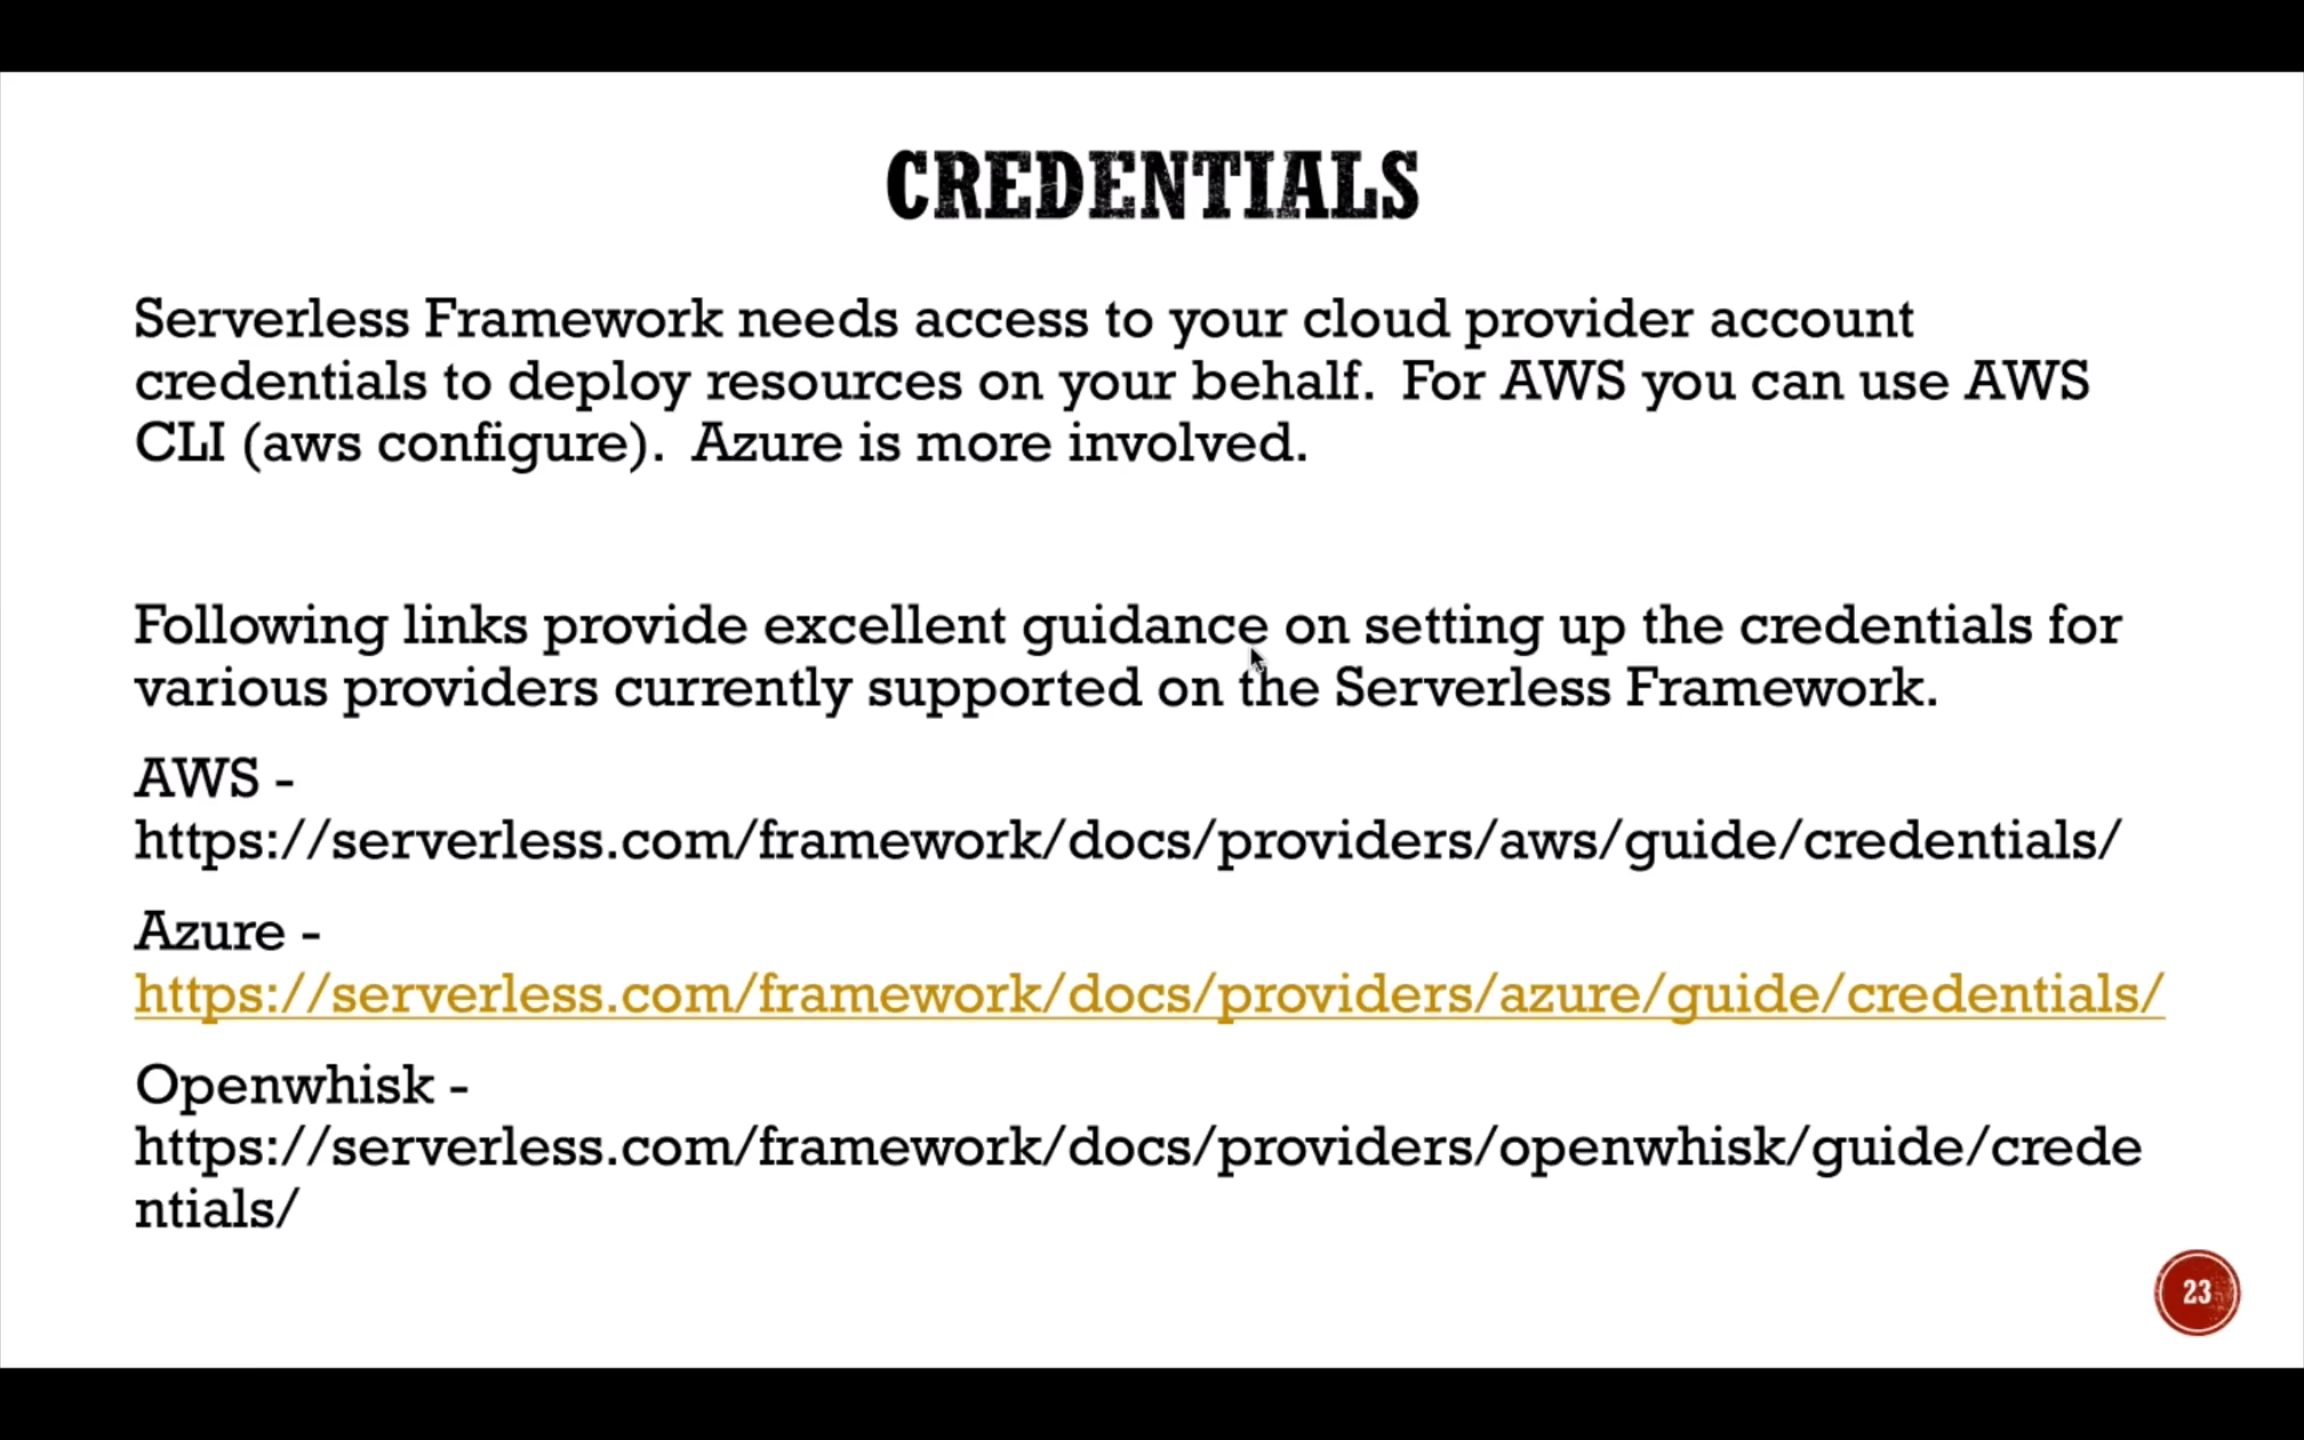 CREDENTIALS
Serverless Framework needs access to your cloud provider account
credentials to deploy resources on your behalf.  For AWS you can use AWS
CLI (aws configure).  Azure is more involved.
Following links provide excellent guidance on setting up the credentials for
various providers currently supported on the Serverless Framework.
AWS -
https://serverless.com/framework/docs/providers/aws/guide/credentials/
Azure -
https://serverless.com/framework/docs/providers/azure/guide/credentials/
Openwhisk -
https://serverless.com/framework/docs/providers/openwhisk/guide/crede
ntials/
23